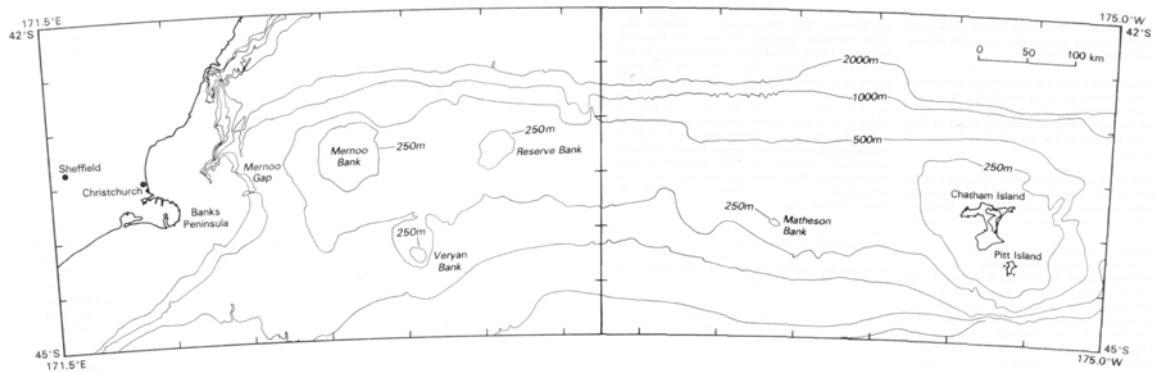 171.5°E
42°S
175.0°W
42°S
0 50 100 km
2000m
1000m
500m
250m
Mernoo
Bank
250m
250m
Reserve Bank
Sheffield
Christchurch
Mernoo
Gap
Banks
Peninsula
250m
Chatham Island
250m
Matheson
Bank
250m
Veryan
Bank
Pitt Island
45°S
171.5°E
45°S
175.0°W